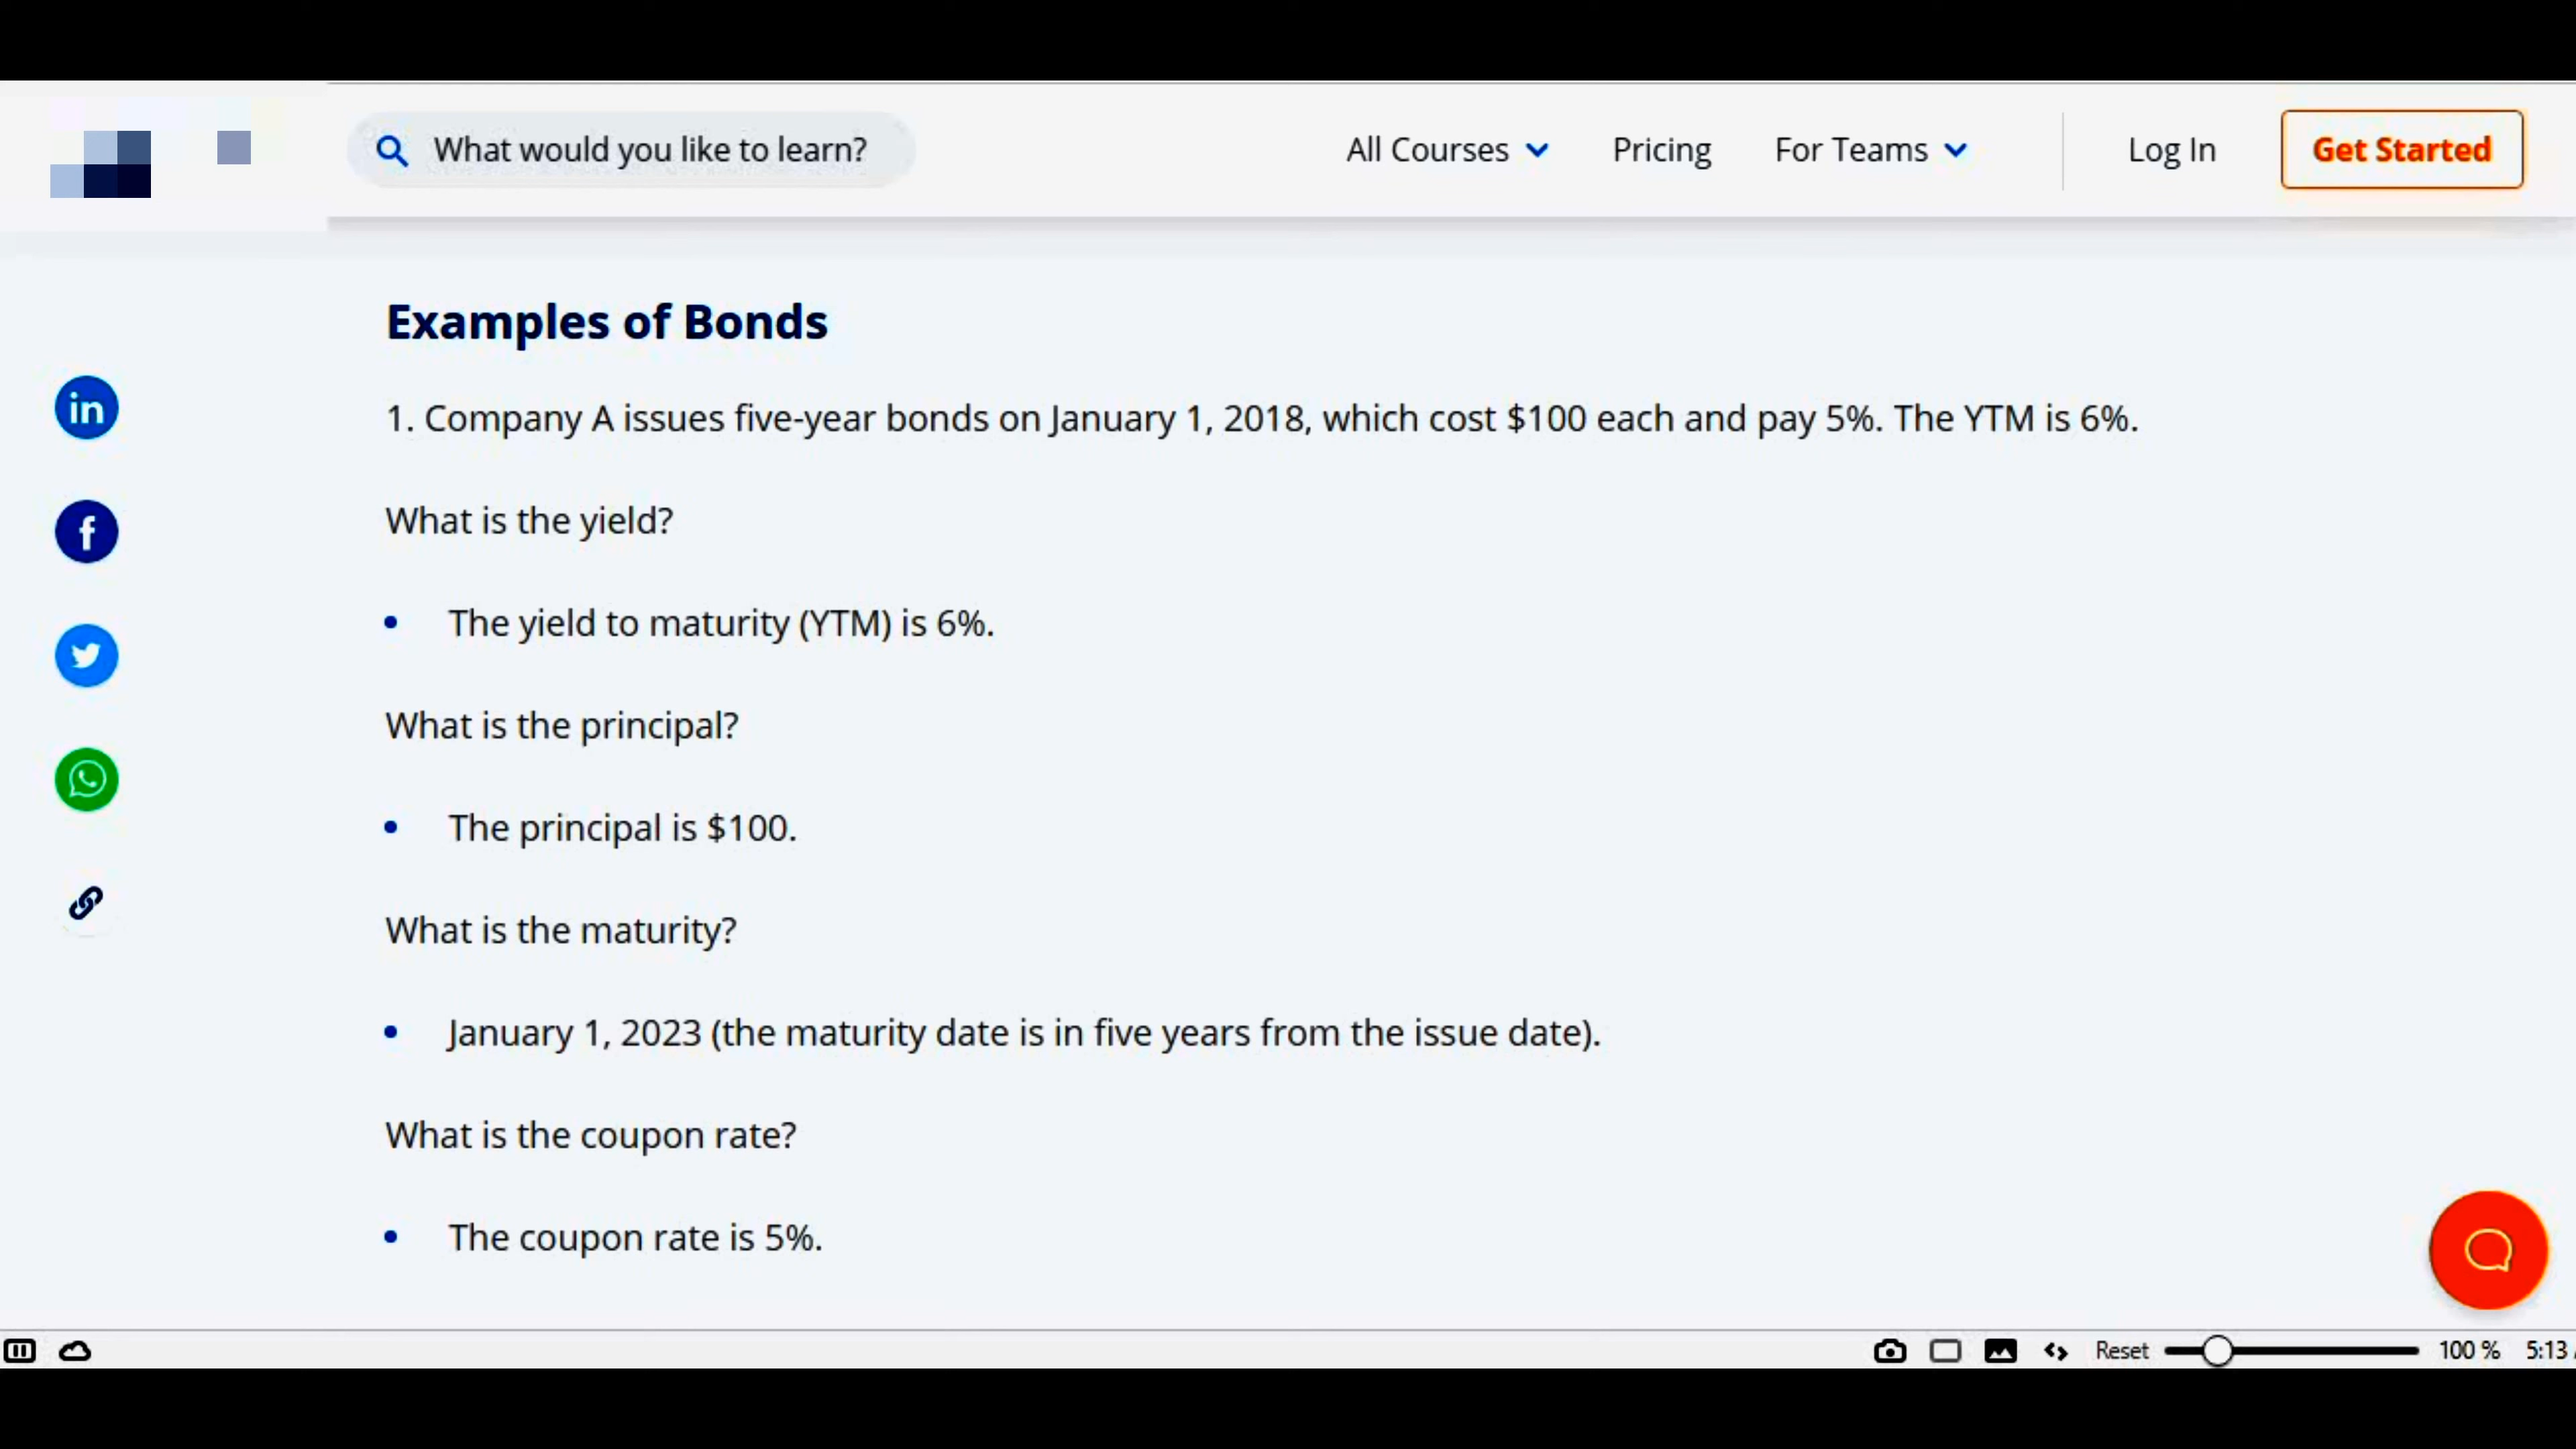 What would you like to learn?
All Courses
Pricing
For Teams
Log In
Get Started
Examples of Bonds
1. Company A issues five-year bonds on January 1, 2018, which cost $100 each and pay 5%. The YTM is 6%.
What is the yield?
• The yield to maturity (YTM) is 6%.
What is the principal?
• The principal is $100.
What is the maturity?
• January 1, 2023 (the maturity date is in five years from the issue date).
What is the coupon rate?
• The coupon rate is 5%.
in
f
Reset
100 %
5:13